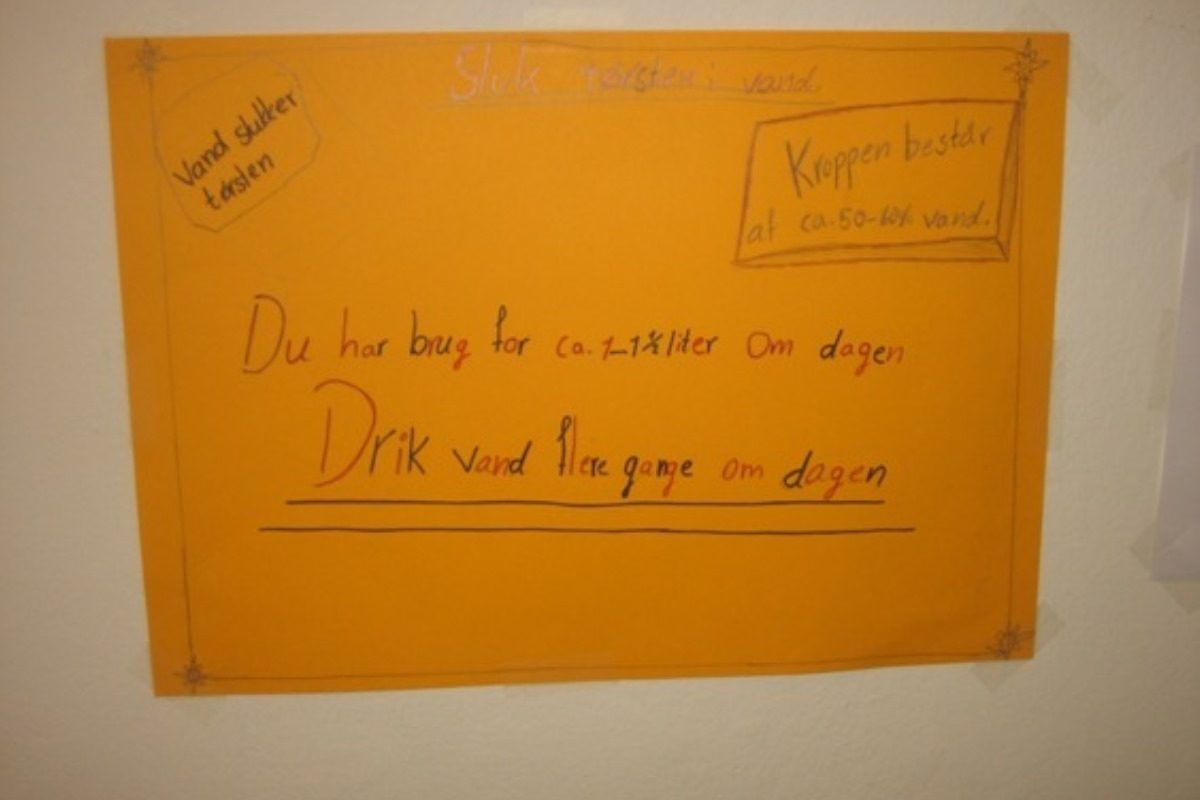 Sluk tørsten i vand
Vand slukker
tørsten
Kroppen består
af ca. 50-60% vand.
Du har brug for ca. 1-1½ liter om dagen
Drik vand flere gange om dagen